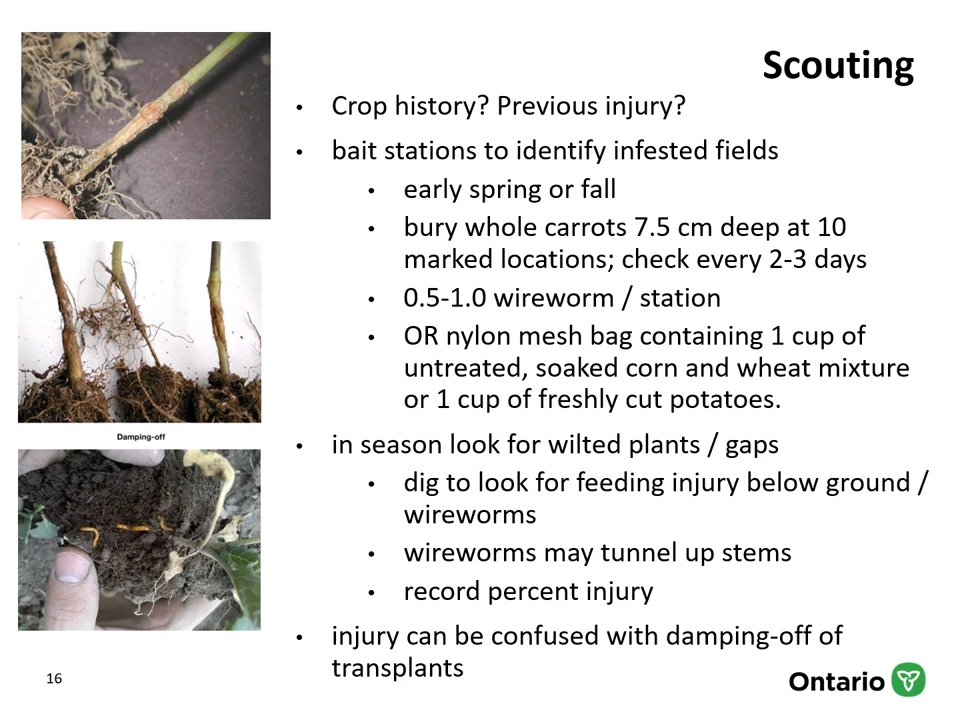 Scouting
• Crop history? Previous injury?
• bait stations to identify infested fields
• early spring or fall
• bury whole carrots 7.5 cm deep at 10
marked locations; check every 2-3 days
• 0.5-1.0 wireworm / station
• OR nylon mesh bag containing 1 cup of
untreated, soaked corn and wheat mixture
or 1 cup of freshly cut potatoes.
• in season look for wilted plants / gaps
• dig to look for feeding injury below ground /
wireworms
• wireworms may tunnel up stems
• record percent injury
• injury can be confused with damping-off of
transplants
Damping-off
16
Ontario